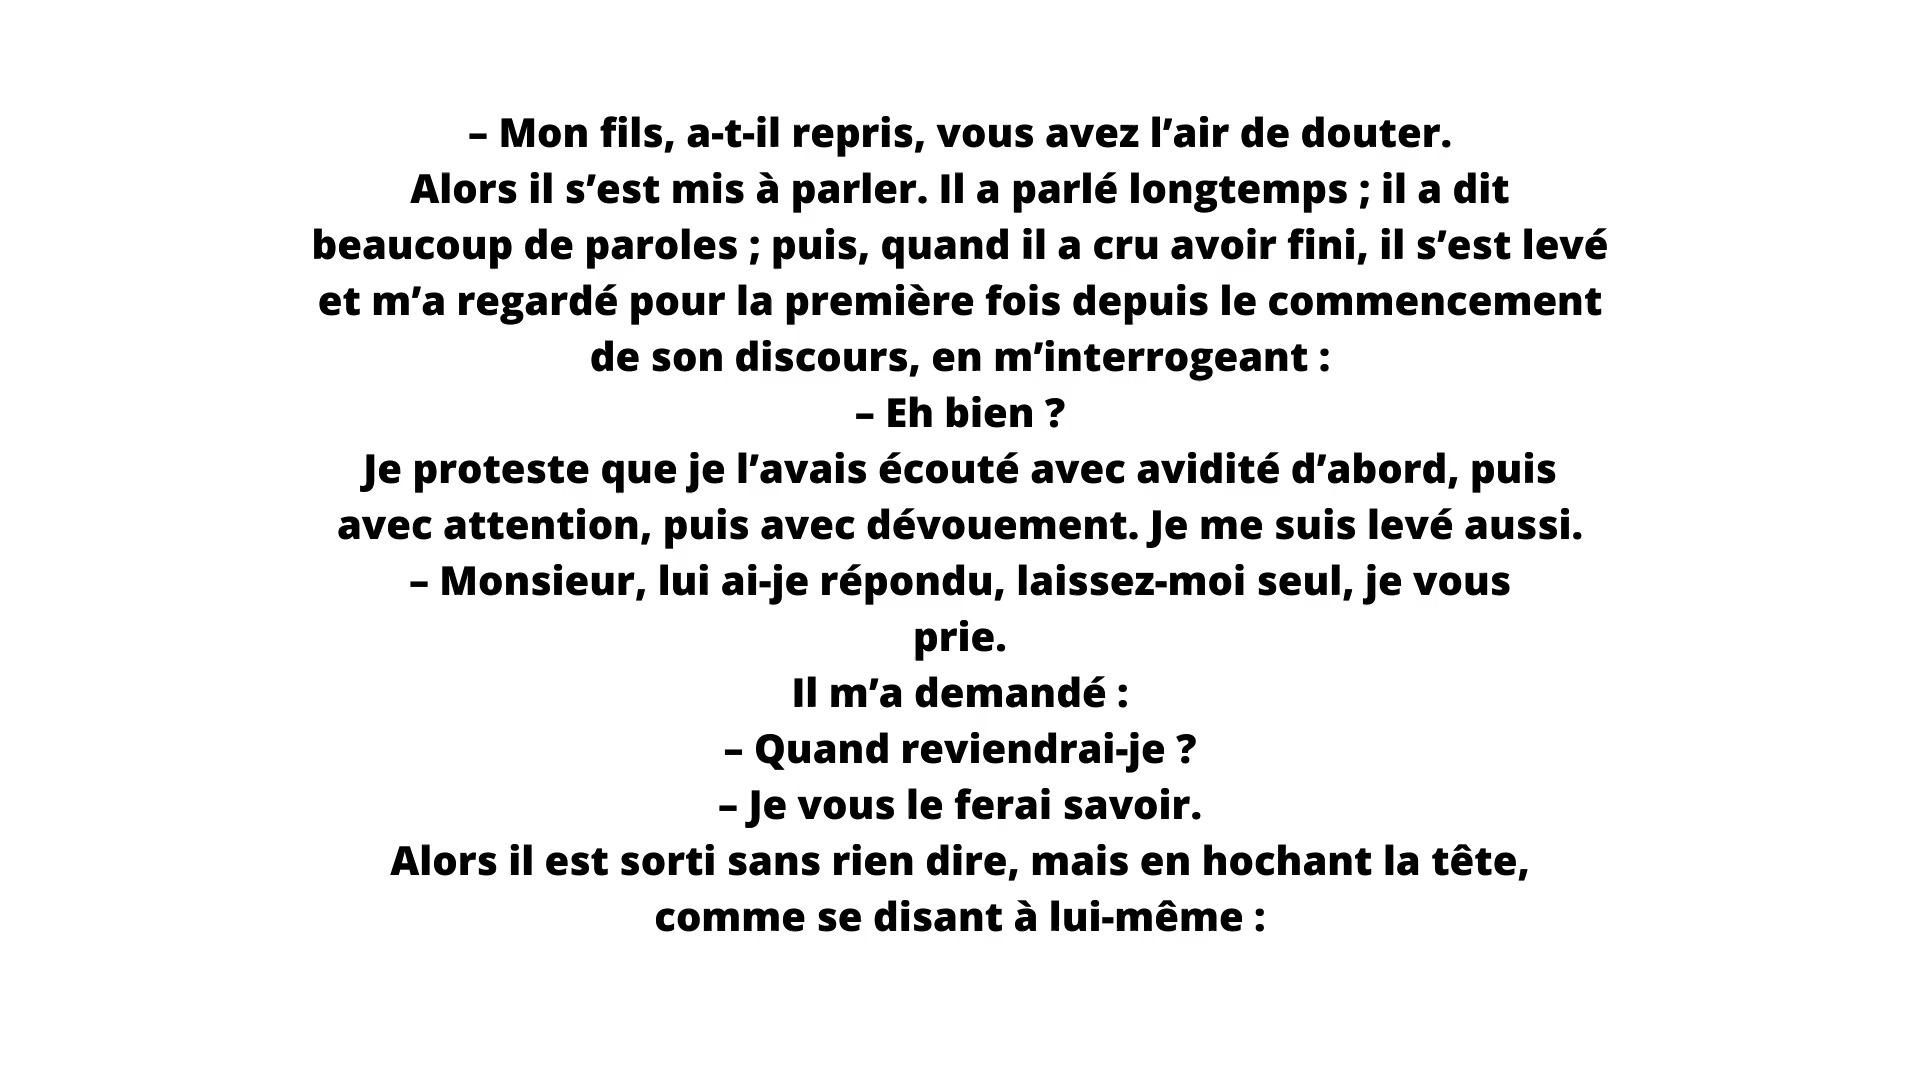 – Mon fils, a-t-il repris, vous avez l’air de douter.
Alors il s’est mis à parler. Il a parlé longtemps ; il a dit
beaucoup de paroles ; puis, quand il a cru avoir fini, il s’est levé
et m’a regardé pour la première fois depuis le commencement
de son discours, en m’interrogeant :
– Eh bien ?
Je proteste que je l’avais écouté avec avidité d’abord, puis
avec attention, puis avec dévouement. Je me suis levé aussi.
– Monsieur, lui ai-je répondu, laissez-moi seul, je vous
prie.
Il m’a demandé :
– Quand reviendrai-je ?
– Je vous le ferai savoir.
Alors il est sorti sans rien dire, mais en hochant la tête,
comme se disant à lui-même :